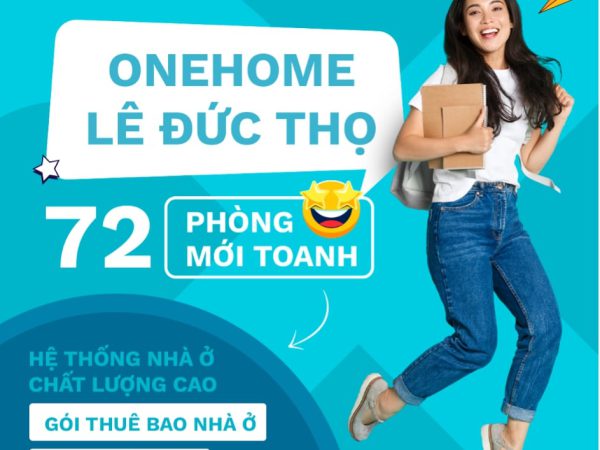 ONEHOME
LÊ ĐỨC THỌ
72
PHÒNG
MỚI TOANH
HỆ THỐNG NHÀ Ở
CHẤT LƯỢNG CAO
GÓI THUÊ BAO NHÀ Ở